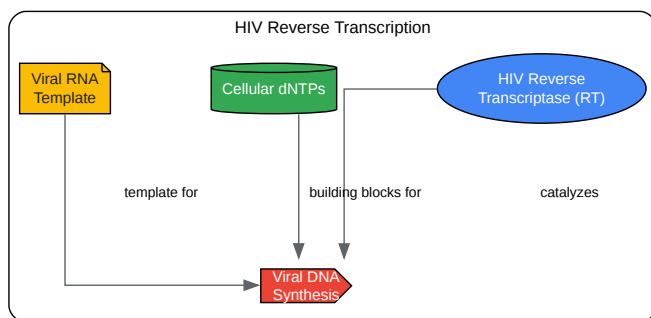 HIV Reverse Transcription
Viral RNA
Template
Cellular dNTPs
HIV Reverse
Transcriptase (RT)
template for
building blocks for
catalyzes
Viral DNA
Synthesis